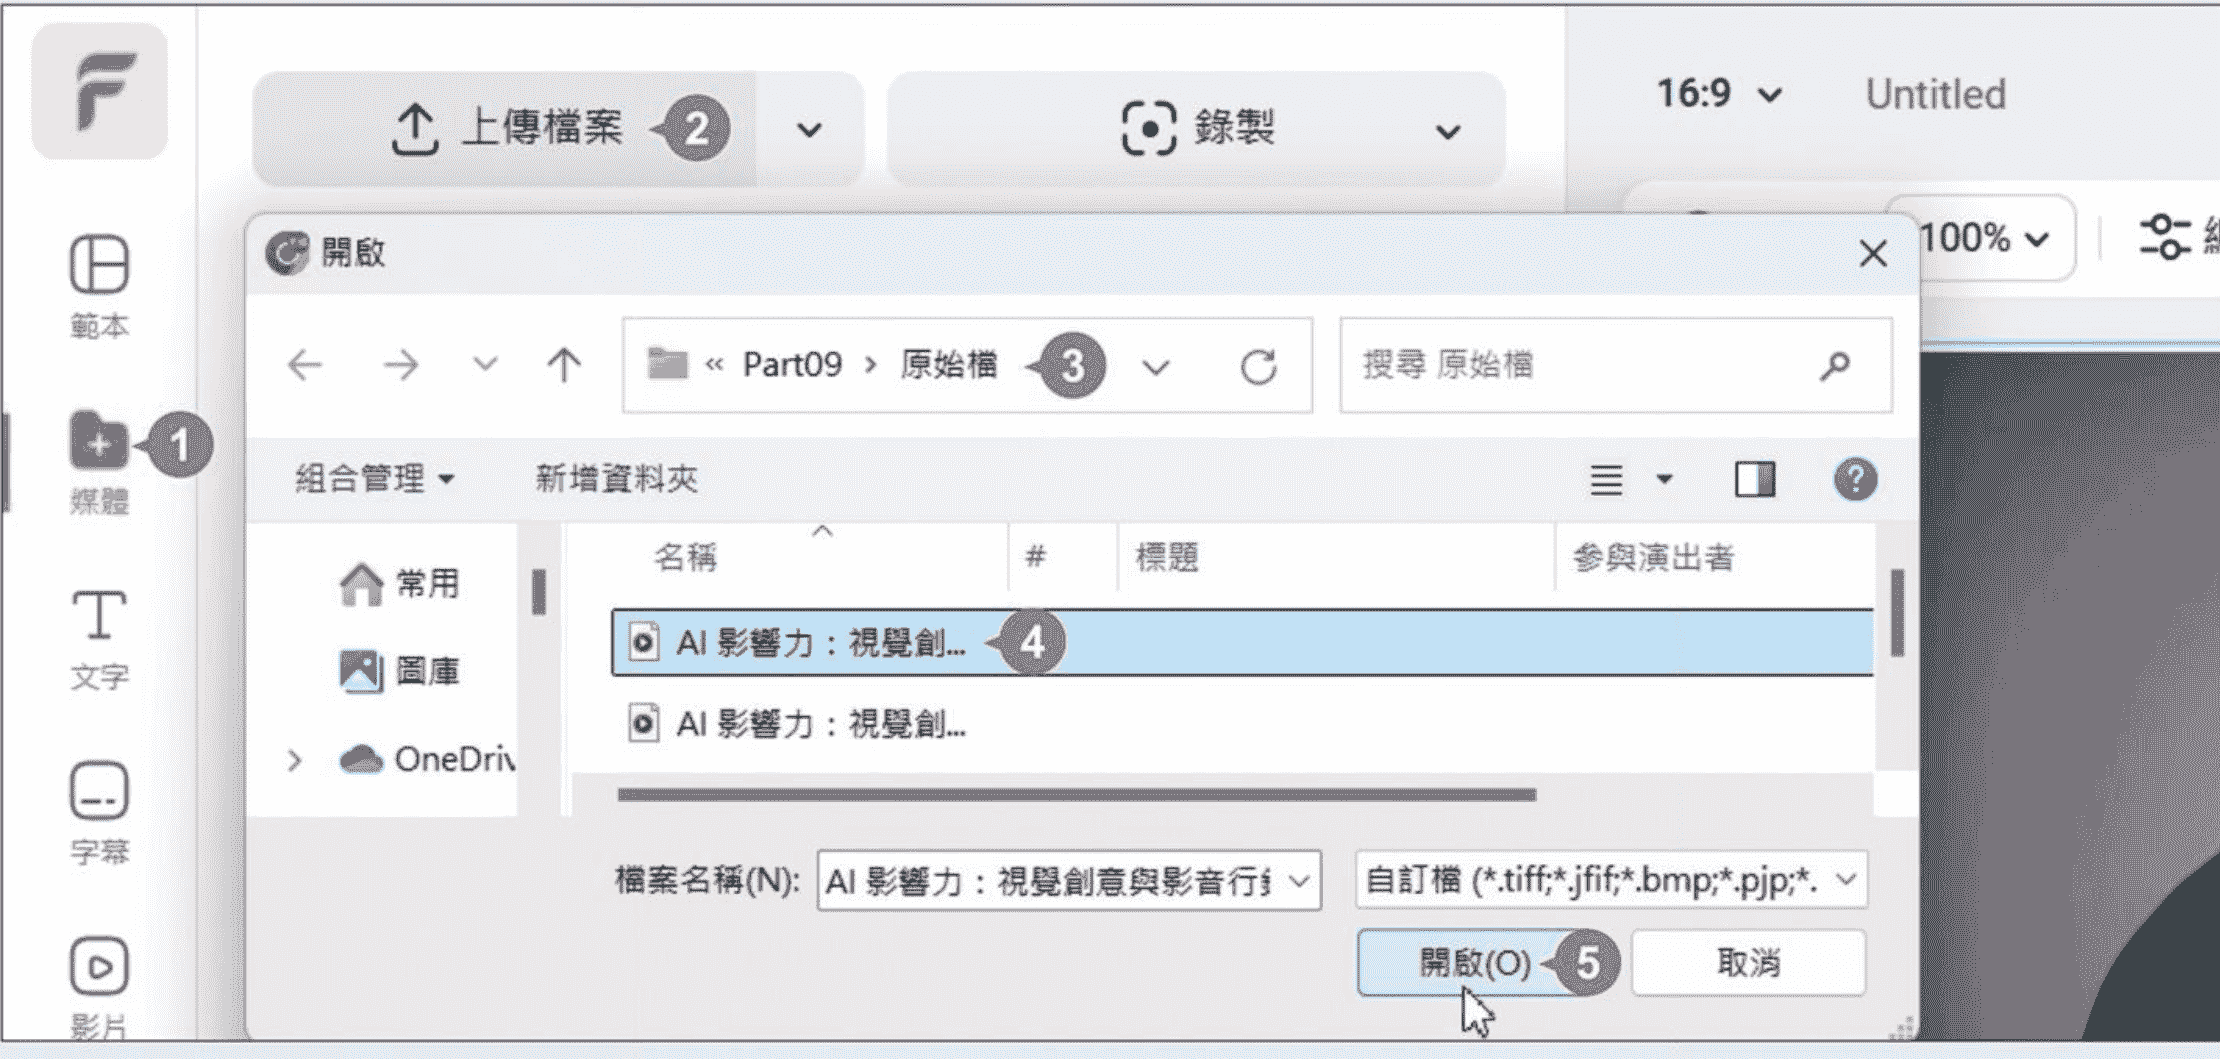 上傳檔案 2
錄製
16:9
Untitled
開啟
100%
範本
« Part09 › 原始檔 3
搜尋 原始檔
1
媒體
組合管理
新增資料夾
?
名稱
#
標題
參與演出者
常用
AI 影響力：視覺創... 4
圖庫
文字
AI 影響力：視覺創...
OneDriv
字幕
檔案名稱(N):
AI 影響力：視覺創意與影音行
自訂檔 (*.tiff;*.jfif;*.bmp;*.pjp;*.
開啟(O) 5
取消
影片